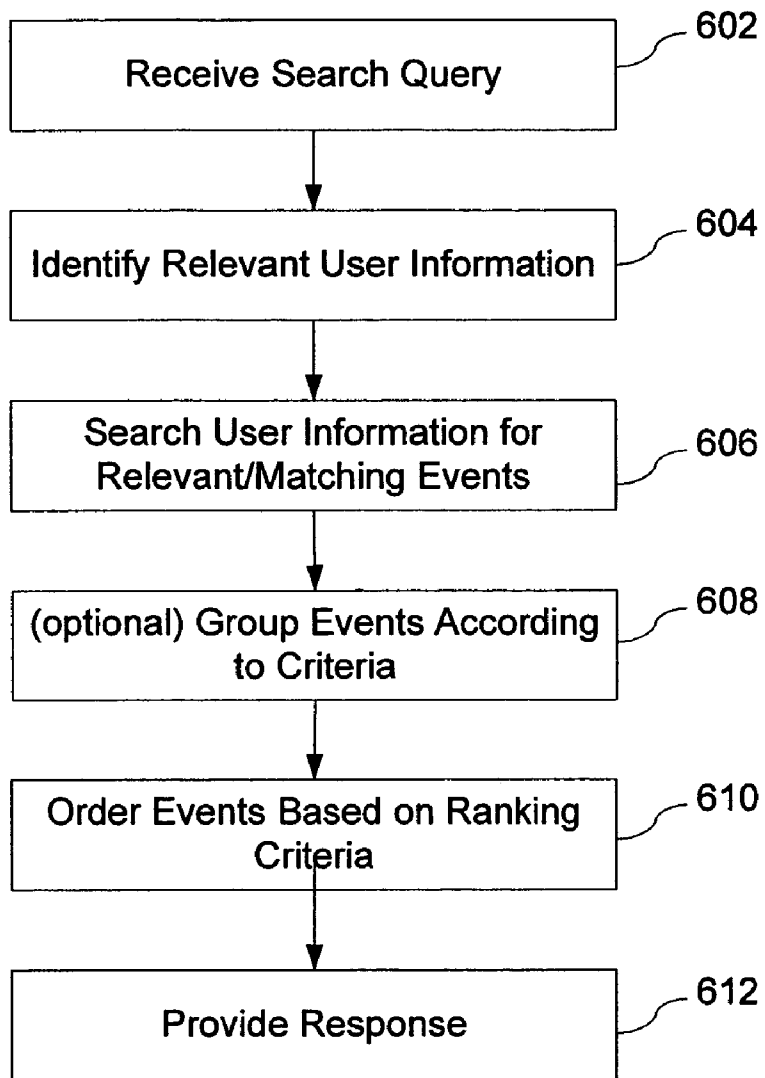 602
Receive Search Query
604
Identify Relevant User Information
606
Search User Information for
Relevant/Matching Events
608
(optional) Group Events According
to Criteria
610
Order Events Based on Ranking
Criteria
612
Provide Response